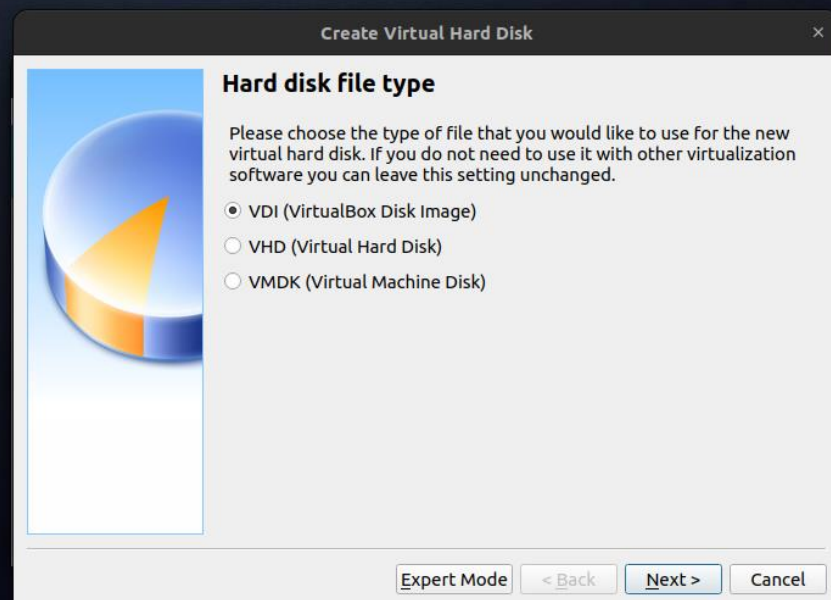 Create Virtual Hard Disk
×
Hard disk file type
Please choose the type of file that you would like to use for the new
virtual hard disk. If you do not need to use it with other virtualization
software you can leave this setting unchanged.
VDI (VirtualBox Disk Image)
VHD (Virtual Hard Disk)
VMDK (Virtual Machine Disk)
Expert Mode < Back Next > Cancel